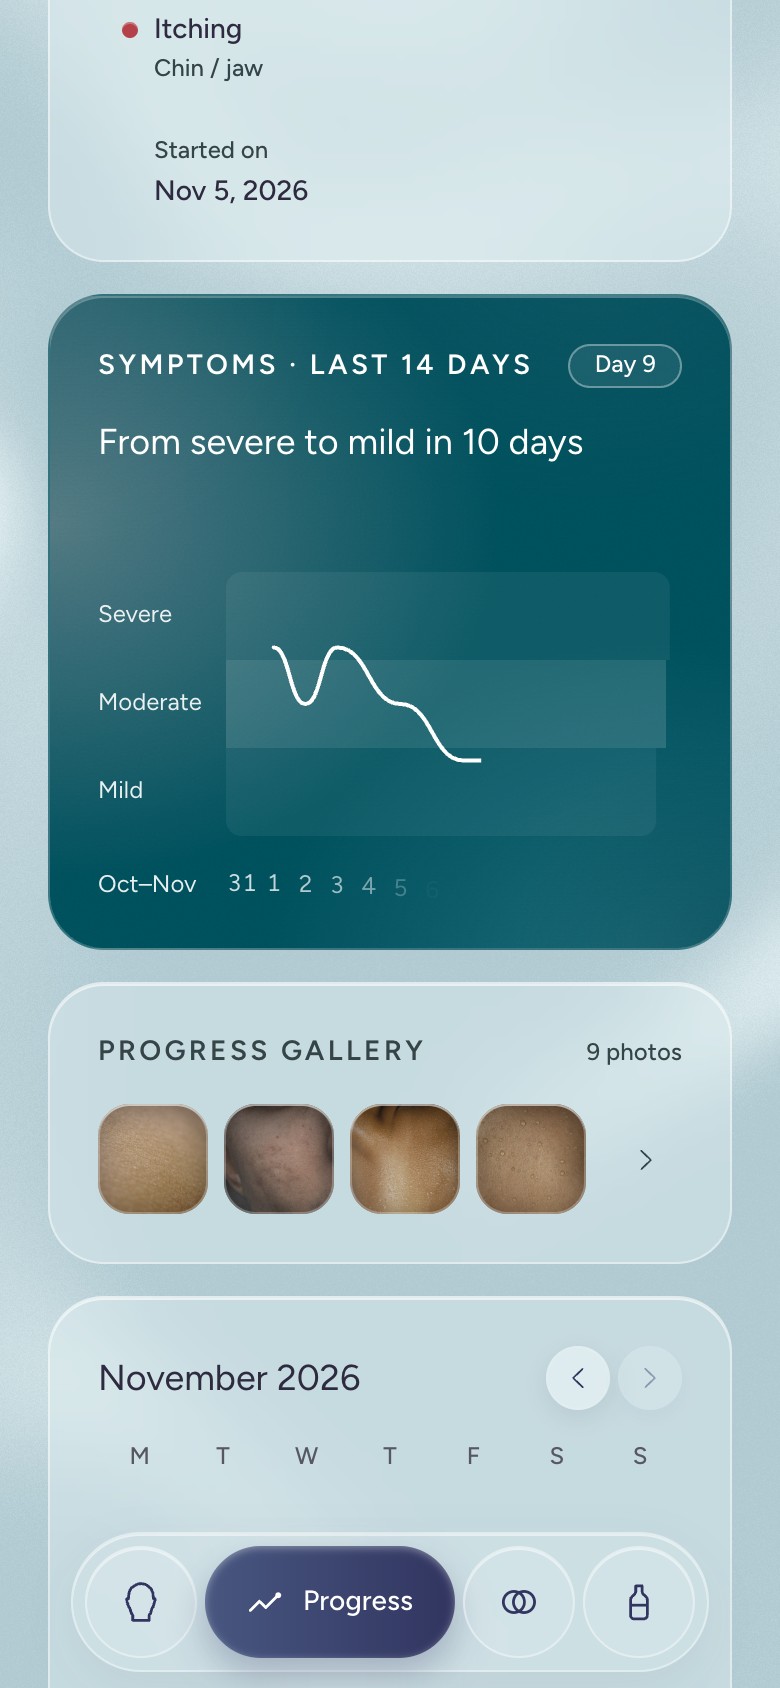 Itching
Chin / jaw
Started on
Nov 5, 2026
SYMPTOMS · LAST 14 DAYS
Day 9
From severe to mild in 10 days
Severe
Moderate
Mild
Oct–Nov 31 1 2 3 4 5 6
PROGRESS GALLERY
9 photos
November 2026
M T W T F S S
Progress